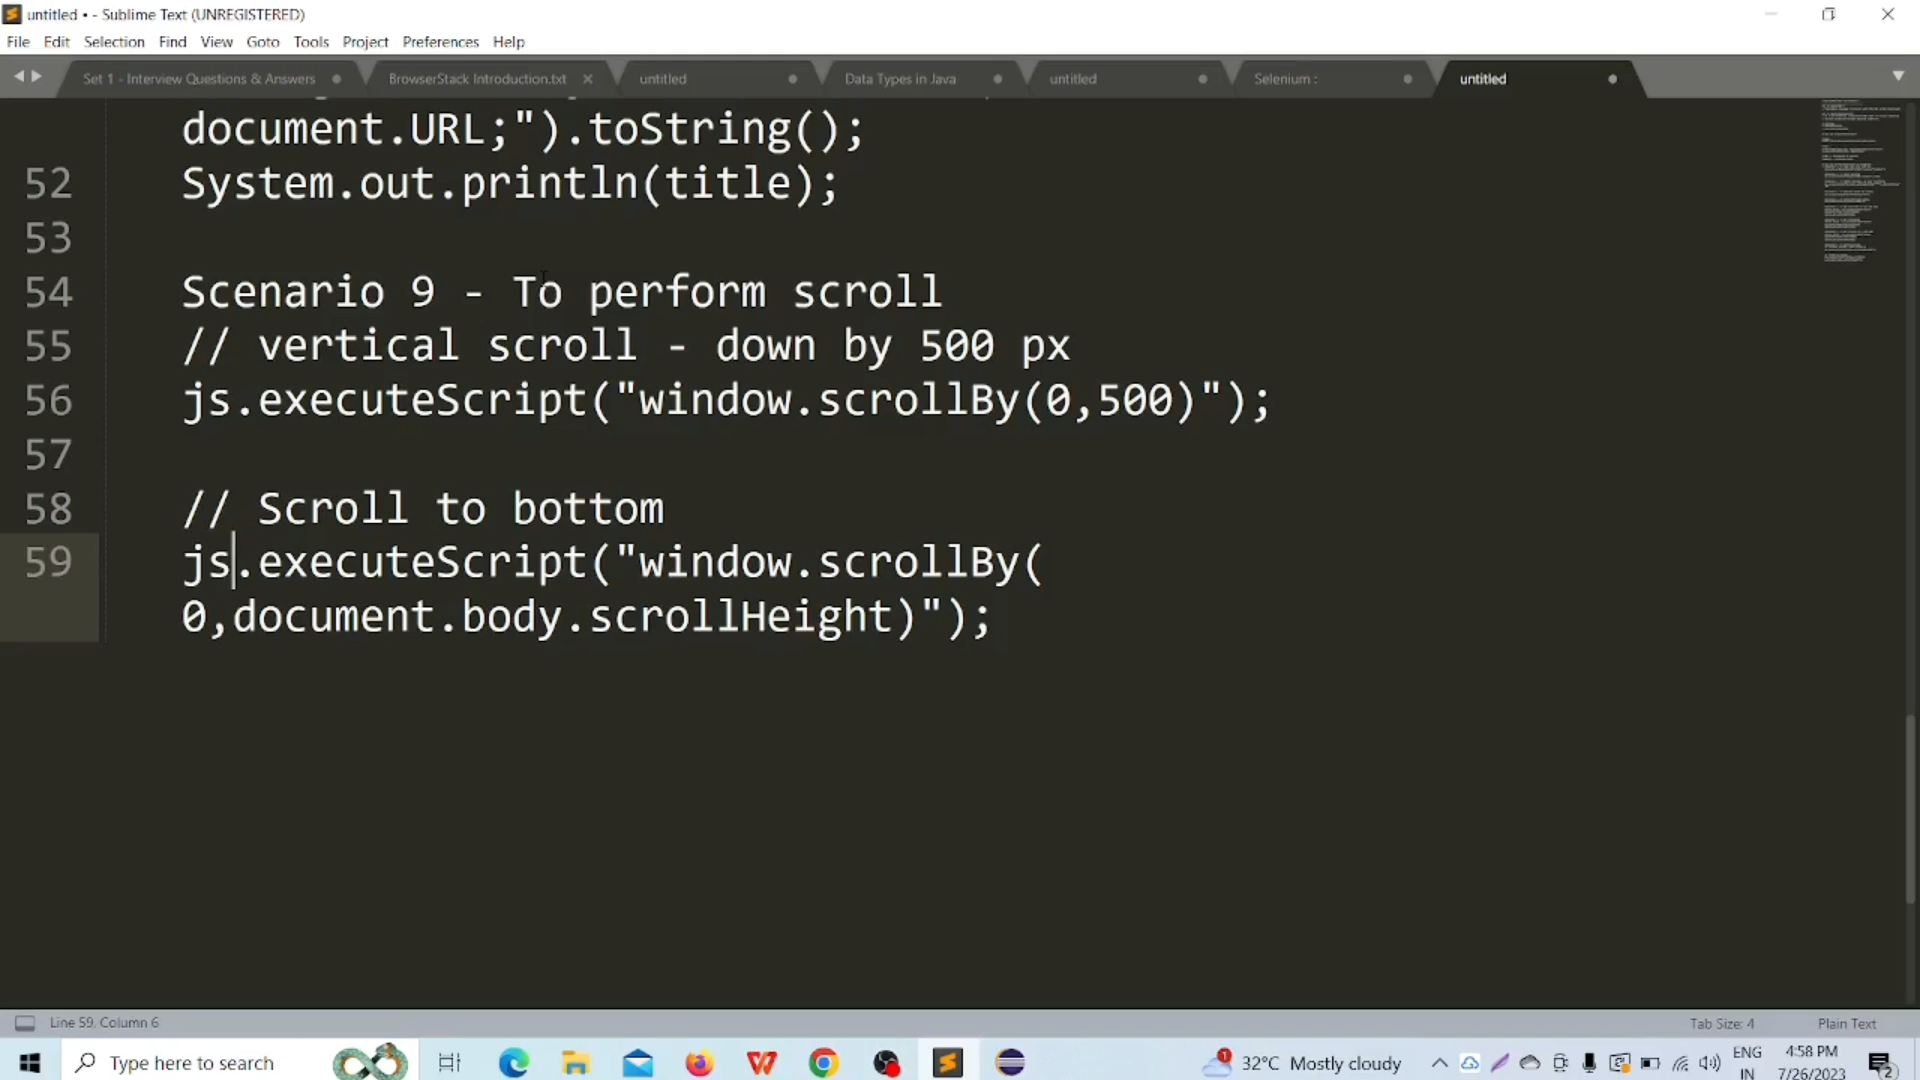 untitled • - Sublime Text (UNREGISTERED)
File Edit Selection Find View Goto Tools Project Preferences Help
Set 1 - Interview Questions & Answers BrowserStack Introduction.txt untitled Data Types in Java untitled Selenium : untitled
document.URL;").toString();
52 System.out.println(title);
53
54 Scenario 9 - To perform scroll
55 // vertical scroll - down by 500 px
56 js.executeScript("window.scrollBy(0,500)");
57
58 // Scroll to bottom
59 js.executeScript("window.scrollBy(
0,document.body.scrollHeight)");
Line 59, Column 6 Tab Size: 4 Plain Text
Type here to search 1 32°C Mostly cloudy ENG 4:58 PM
IN 7/26/2023 2